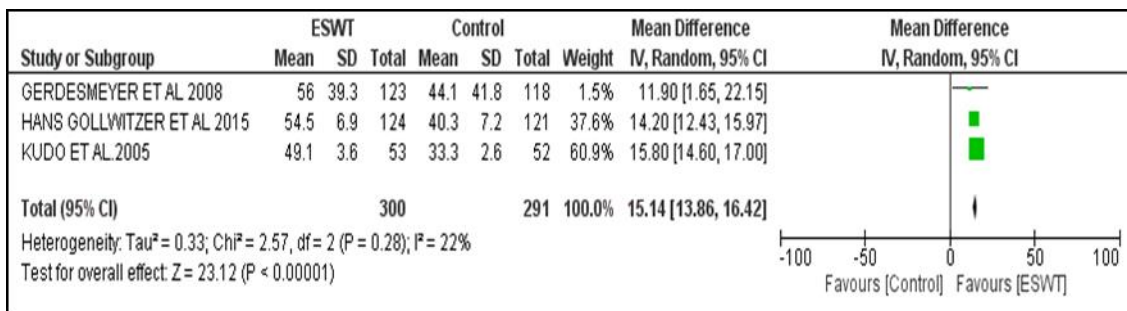 ESWT Control Mean Difference Mean Difference
Study or Subgroup Mean SD Total Mean SD Total Weight IV, Random, 95% CI IV, Random, 95% CI
GERDESMEYER ET AL 2008 56 39.3 123 44.1 41.8 118 1.5% 11.90 [1.65, 22.15]
HANS GOLLWITZER ET AL 2015 54.5 6.9 124 40.3 7.2 121 37.6% 14.20 [12.43, 15.97]
KUDO ET AL.2005 49.1 3.6 53 33.3 2.6 52 60.9% 15.80 [14.60, 17.00]
Total (95% CI) 300 291 100.0% 15.14 [13.86, 16.42]
Heterogeneity: Tau² = 0.33; Chi² = 2.57, df = 2 (P = 0.28); I² = 22%
Test for overall effect: Z = 23.12 (P < 0.00001)
-100 -50 0 50 100
Favours [Control] Favours [ESWT]